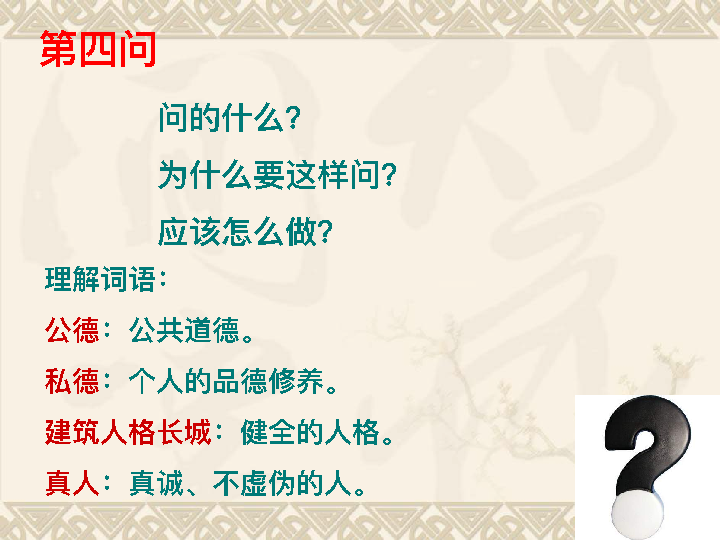 第四问
问的什么?
为什么要这样问?
应该怎么做?
理解词语：
公德：公共道德。
私德：个人的品德修养。
建筑人格长城：健全的人格。
真人：真诚、不虚伪的人。